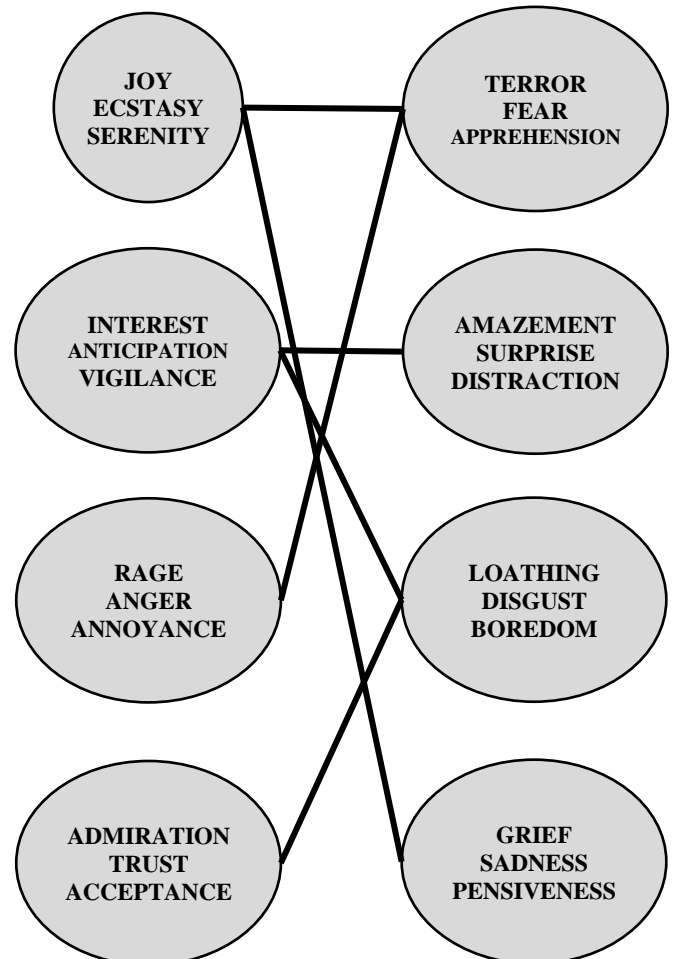 JOY
ECSTASY
SERENITY
TERROR
FEAR
APPREHENSION
INTEREST
ANTICIPATION
VIGILANCE
AMAZEMENT
SURPRISE
DISTRACTION
RAGE
ANGER
ANNOYANCE
LOATHING
DISGUST
BOREDOM
ADMIRATION
TRUST
ACCEPTANCE
GRIEF
SADNESS
PENSIVENESS